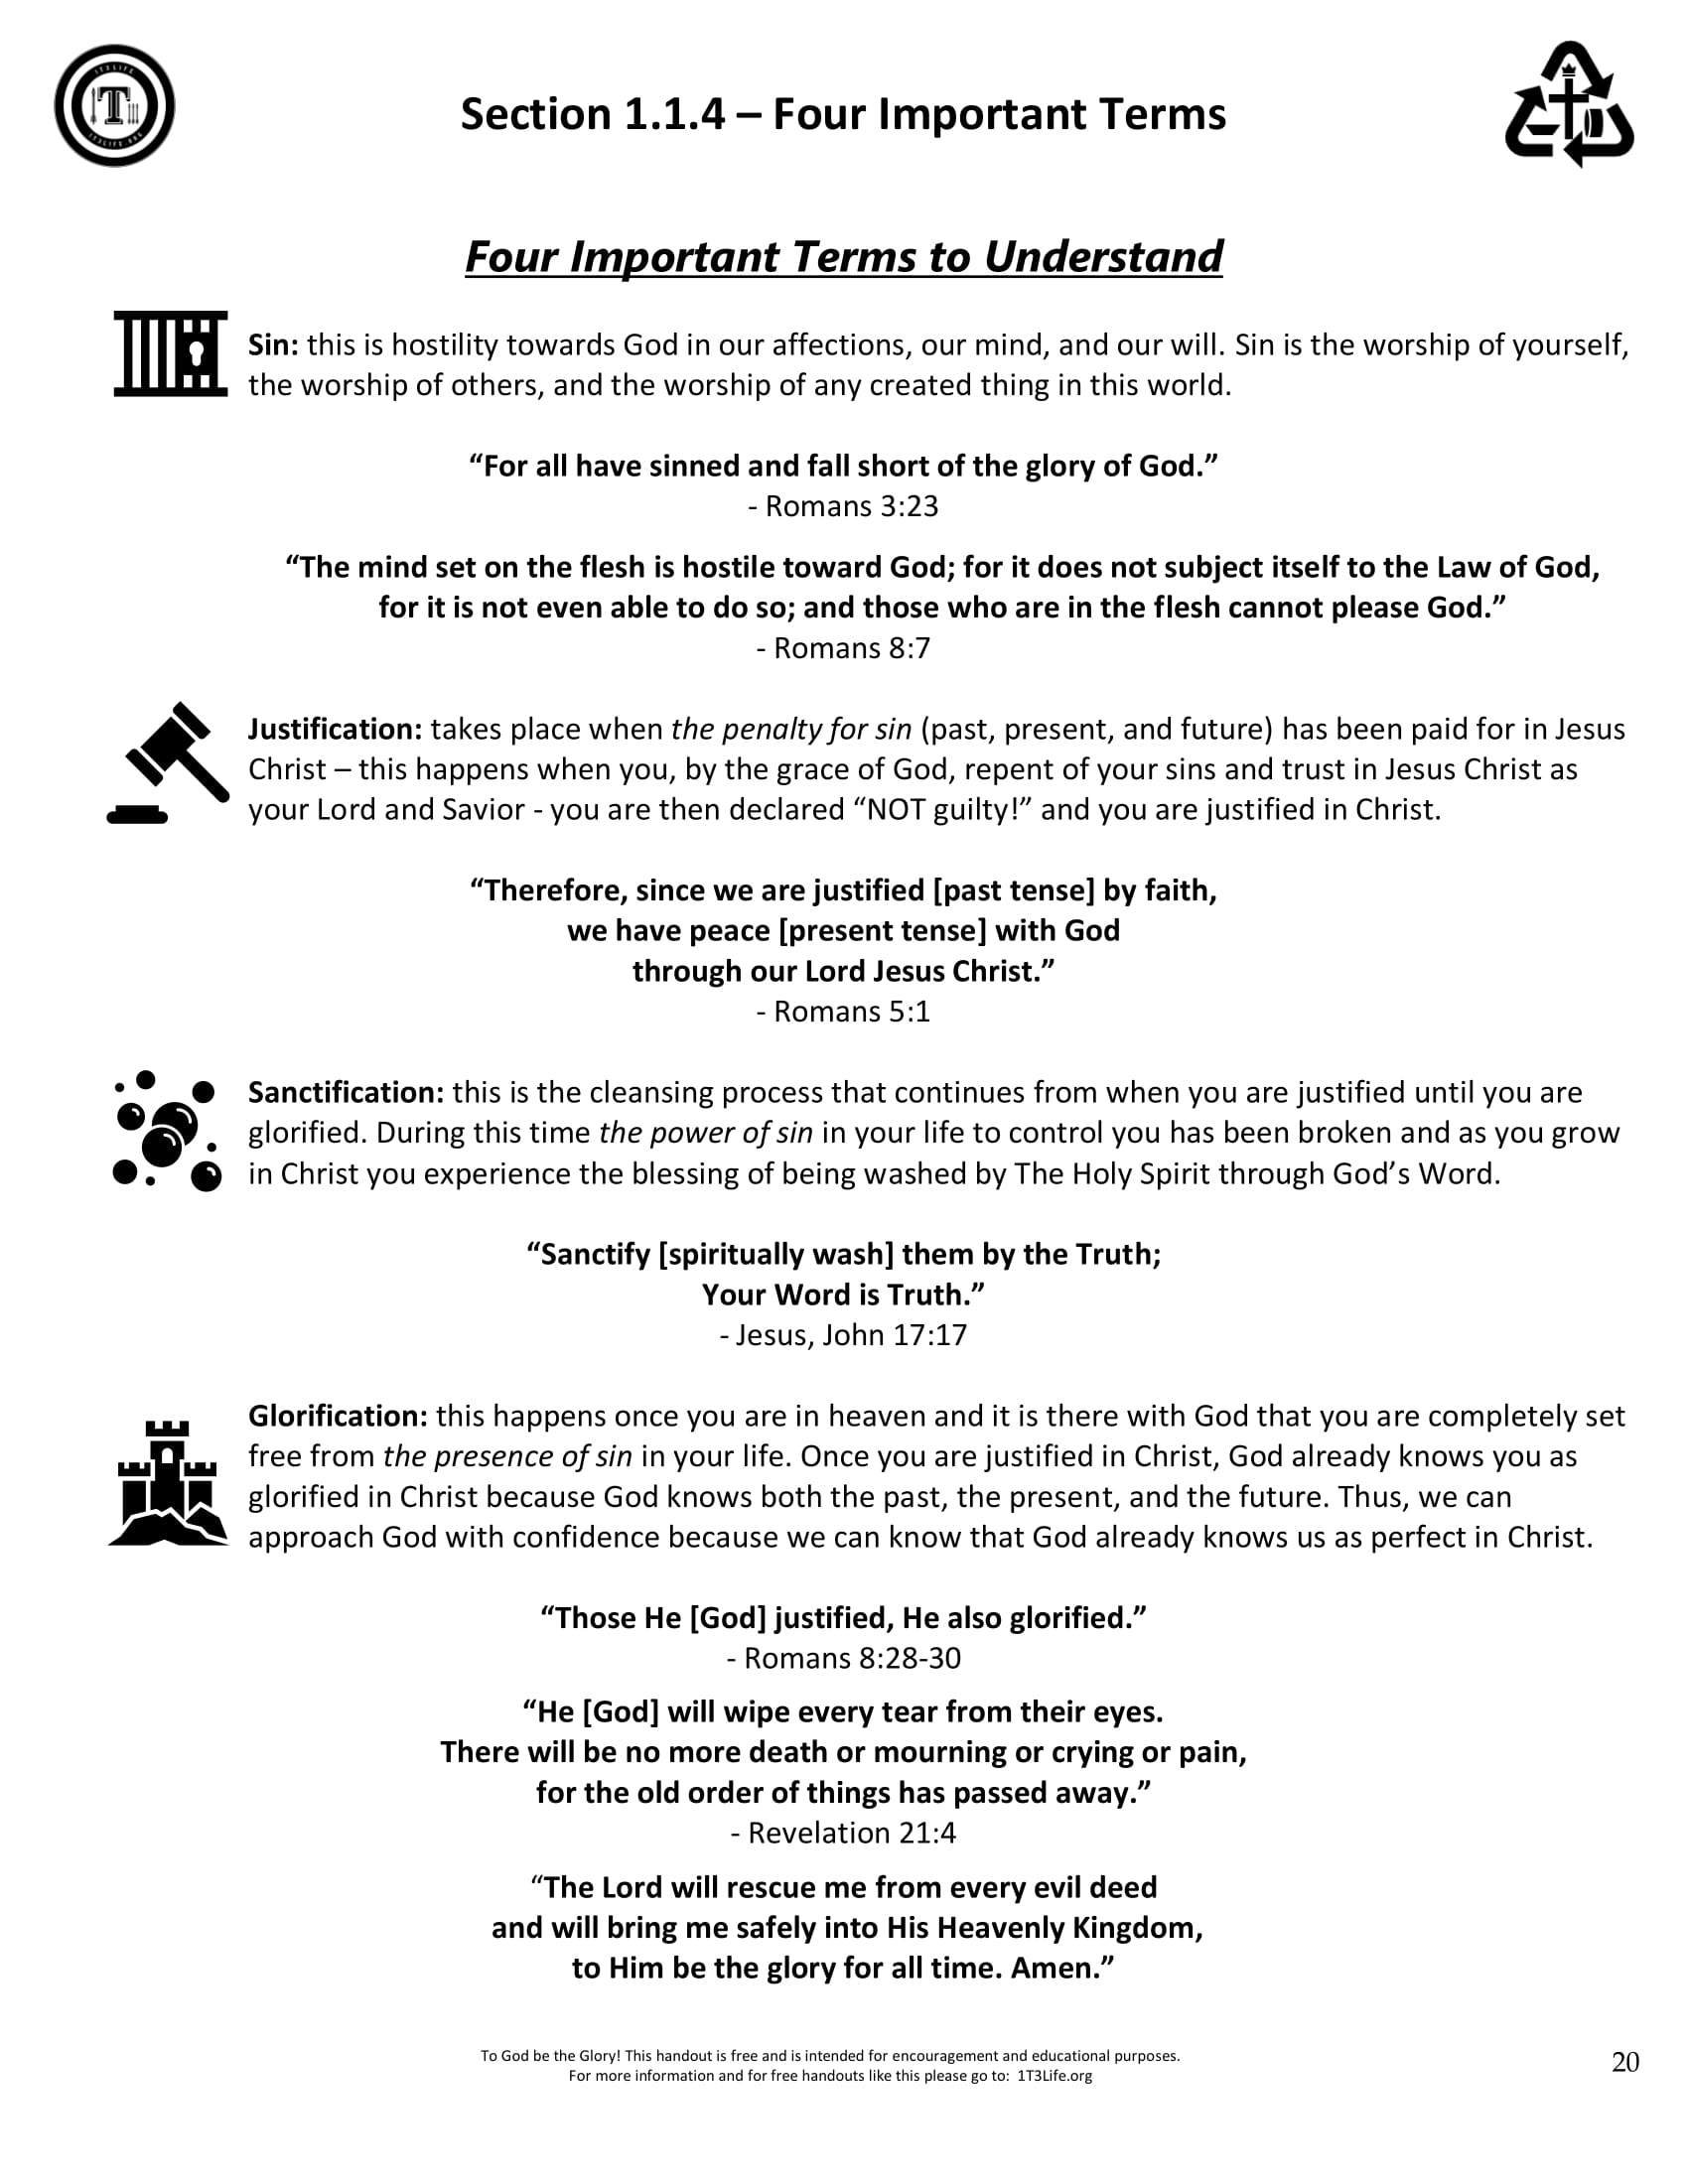 1T3 LIFE
T
1T3LIFE.ORG
Section 1.1.4 – Four Important Terms
Four Important Terms to Understand
Sin: this is hostility towards God in our affections, our mind, and our will. Sin is the worship of yourself,
the worship of others, and the worship of any created thing in this world.
“For all have sinned and fall short of the glory of God.”
- Romans 3:23
“The mind set on the flesh is hostile toward God; for it does not subject itself to the Law of God,
for it is not even able to do so; and those who are in the flesh cannot please God.”
- Romans 8:7
Justification: takes place when the penalty for sin (past, present, and future) has been paid for in Jesus
Christ – this happens when you, by the grace of God, repent of your sins and trust in Jesus Christ as
your Lord and Savior - you are then declared “NOT guilty!” and you are justified in Christ.
“Therefore, since we are justified [past tense] by faith,
we have peace [present tense] with God
through our Lord Jesus Christ.”
- Romans 5:1
Sanctification: this is the cleansing process that continues from when you are justified until you are
glorified. During this time the power of sin in your life to control you has been broken and as you grow
in Christ you experience the blessing of being washed by The Holy Spirit through God’s Word.
“Sanctify [spiritually wash] them by the Truth;
Your Word is Truth.”
- Jesus, John 17:17
Glorification: this happens once you are in heaven and it is there with God that you are completely set
free from the presence of sin in your life. Once you are justified in Christ, God already knows you as
glorified in Christ because God knows both the past, the present, and the future. Thus, we can
approach God with confidence because we can know that God already knows us as perfect in Christ.
“Those He [God] justified, He also glorified.”
- Romans 8:28-30
“He [God] will wipe every tear from their eyes.
There will be no more death or mourning or crying or pain,
for the old order of things has passed away.”
- Revelation 21:4
“The Lord will rescue me from every evil deed
and will bring me safely into His Heavenly Kingdom,
to Him be the glory for all time. Amen.”
To God be the Glory! This handout is free and is intended for encouragement and educational purposes.
For more information and for free handouts like this please go to:  1T3Life.org
20